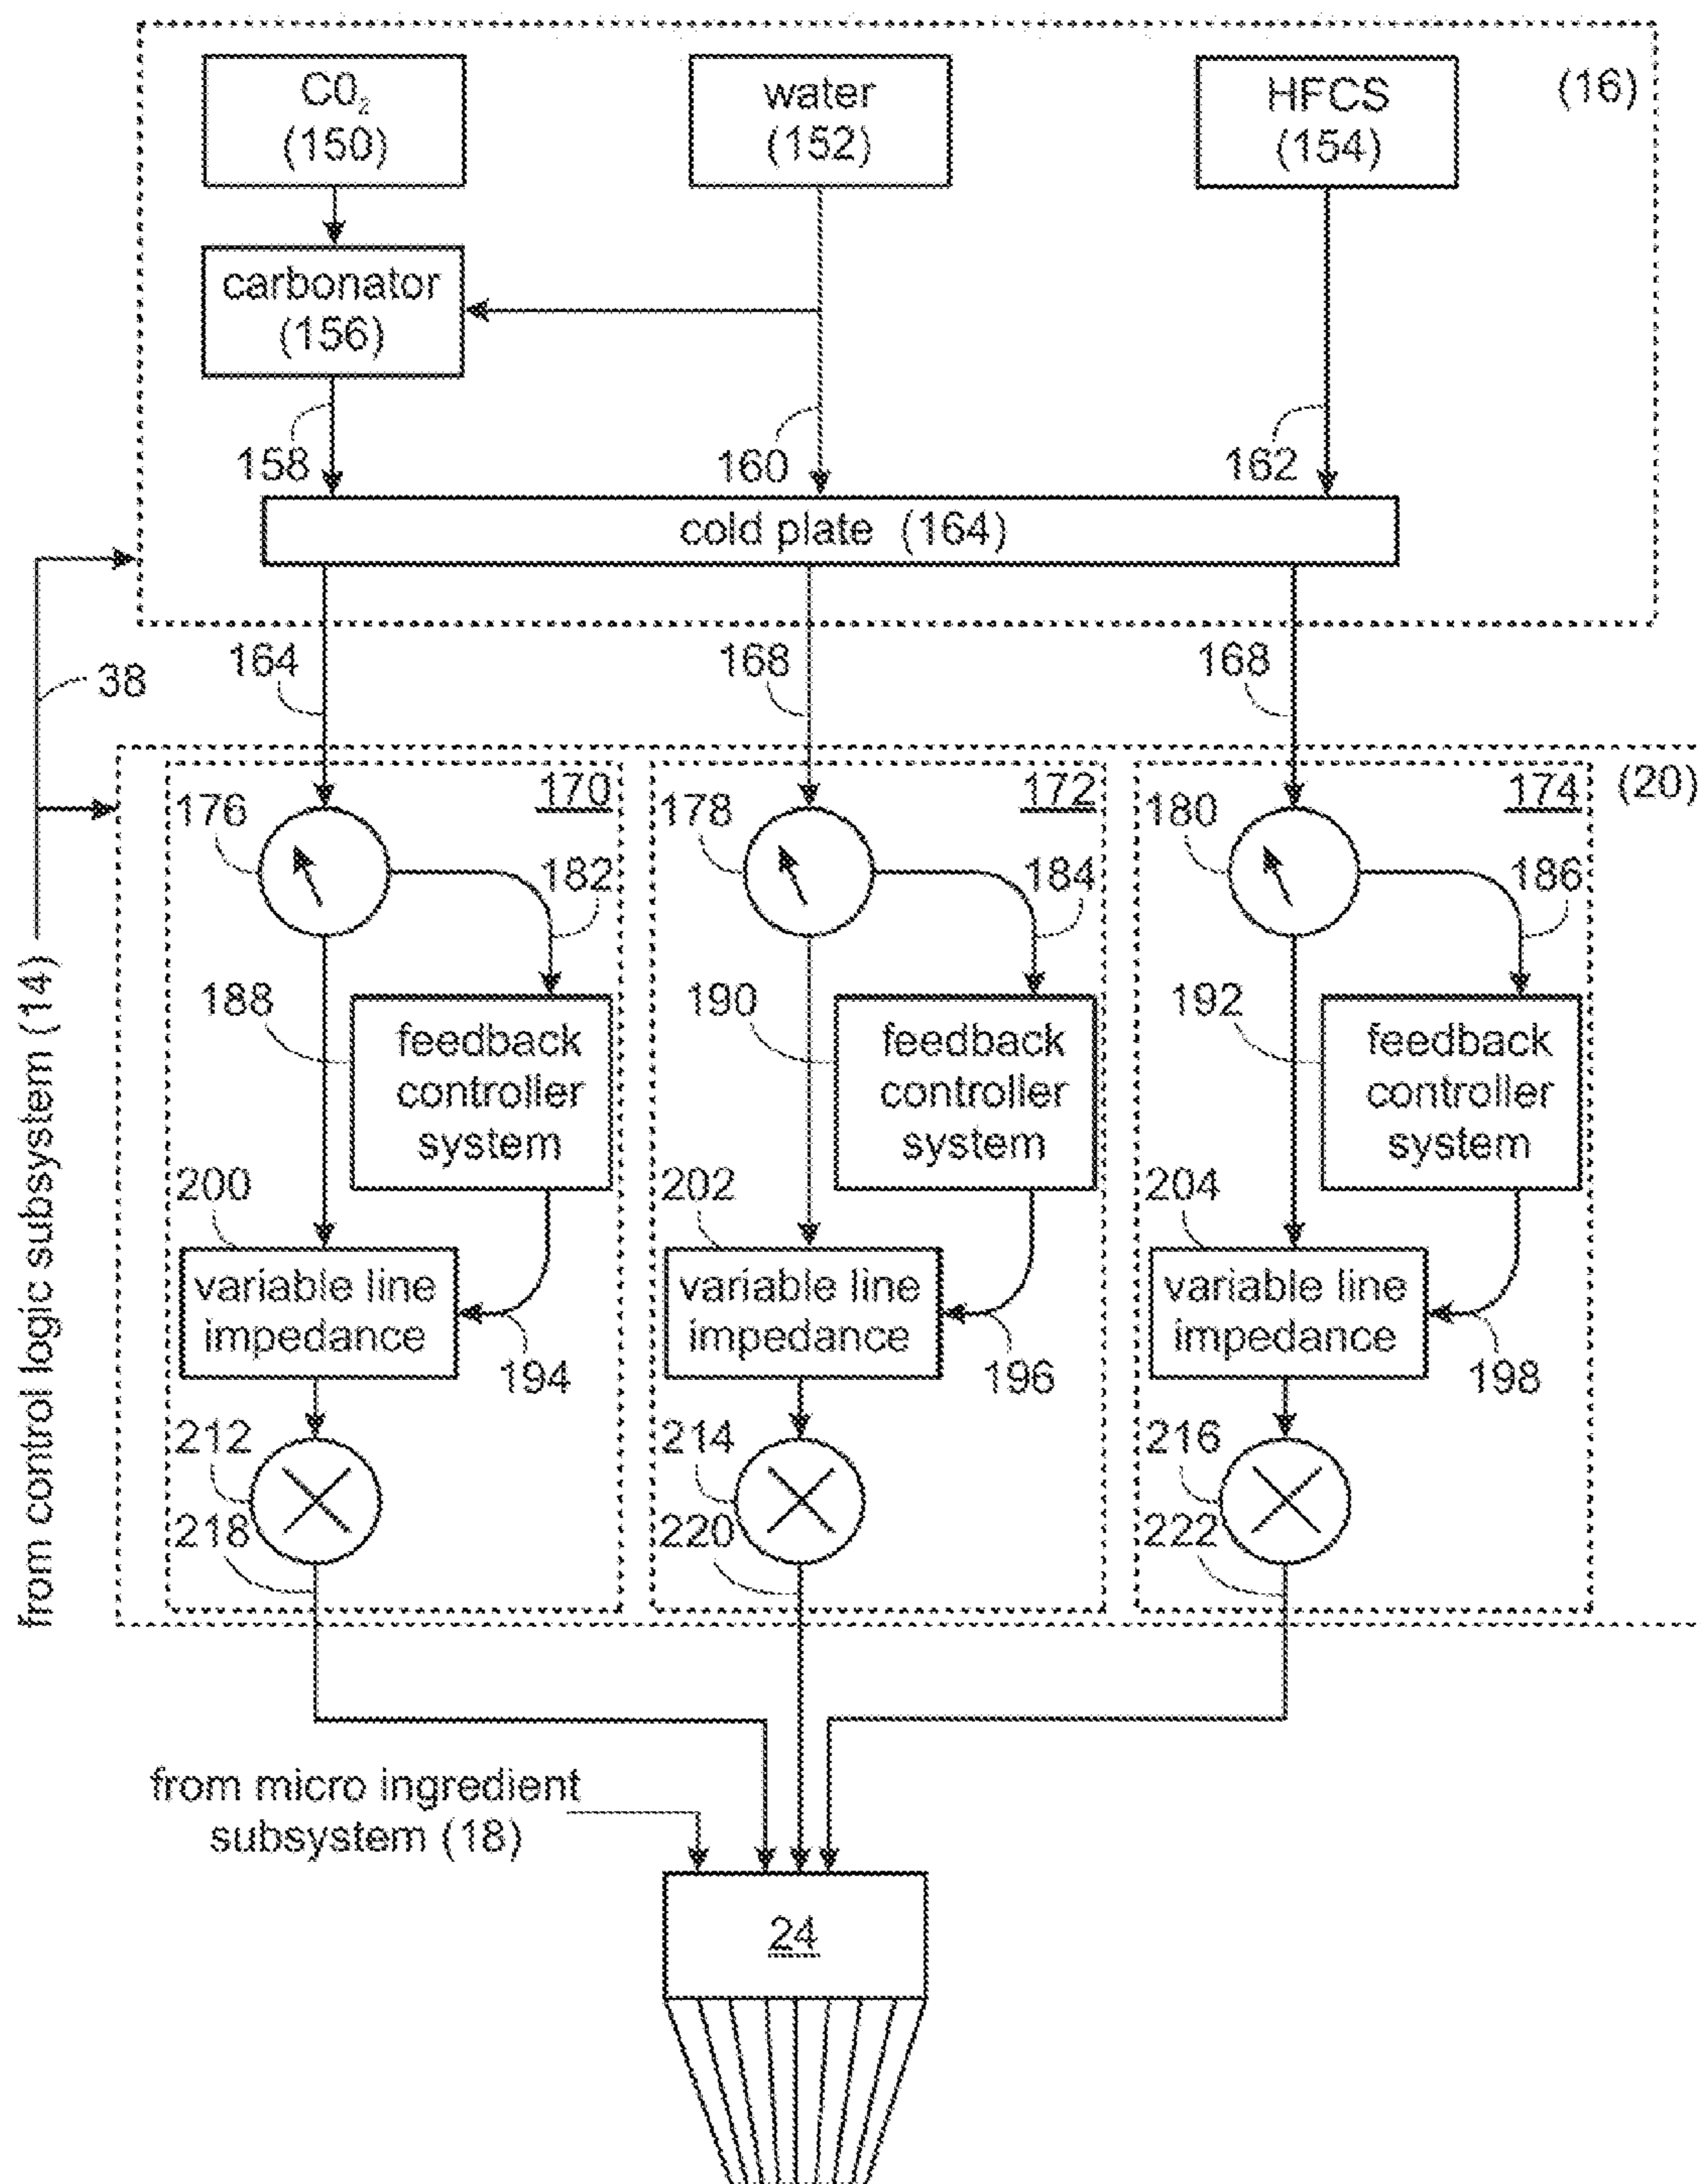 CO₂
(150)
water
(152)
HFCS
(154)
(16)
carbonator
(156)
158
160
162
cold plate (164)
164
168
168
38
from control logic subsystem (14)
(20)
170
172
174
176
178
180
182
184
186
188
190
192
feedback
controller
system
feedback
controller
system
feedback
controller
system
200
202
204
variable line
impedance
variable line
impedance
variable line
impedance
194
196
198
212
214
216
218
220
222
from micro ingredient
subsystem (18)
24